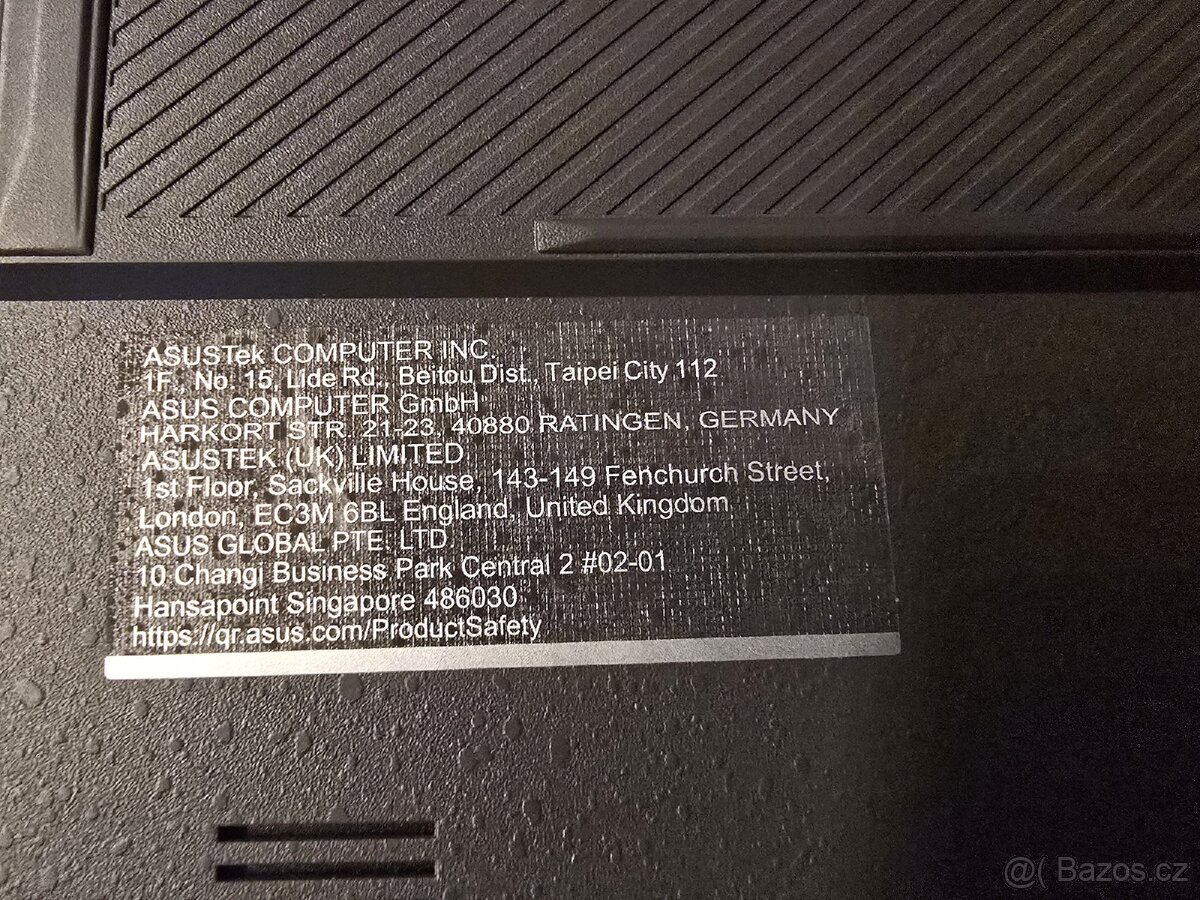 ASUSTek COMPUTER INC.
1F., No. 15, Lide Rd., Beitou Dist., Taipei City 112
ASUS COMPUTER GmbH
HARKORT STR. 21-23, 40880 RATINGEN, GERMANY
ASUSTEK (UK) LIMITED
1st Floor, Sackville House, 143-149 Fenchurch Street,
London, EC3M 6BL England, United Kingdom
ASUS GLOBAL PTE. LTD
10 Changi Business Park Central 2 #02-01
Hansapoint Singapore 486030
https://qr.asus.com/ProductSafety
@( Bazos.cz